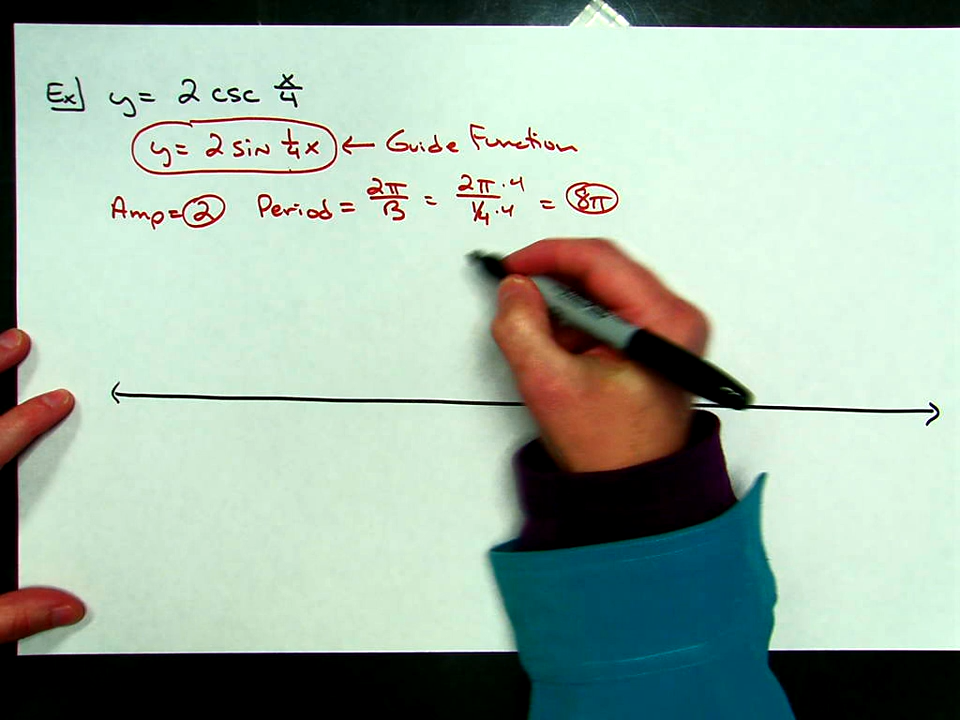 Ex] y = 2 csc x/4
y = 2 sin 1/4 x ← Guide Function
Amp = 2 Period = 2π/B = 2π·4/1/4·4 = 8π